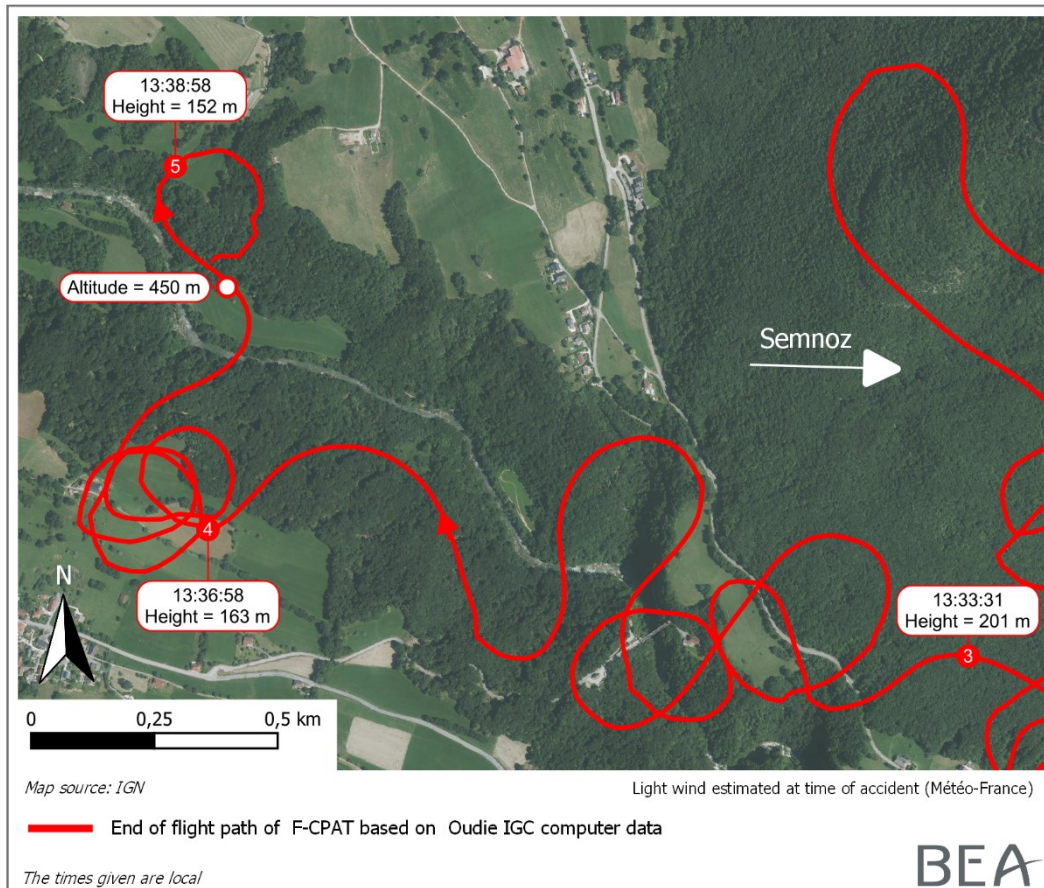 13:38:58
Height = 152 m
5
Altitude = 450 m
Semnoz
4
13:36:58
Height = 163 m
13:33:31
Height = 201 m
3
N
0 0,25 0,5 km
Map source: IGN
Light wind estimated at time of accident (Météo-France)
End of flight path of F-CPAT based on Oudie IGC computer data
The times given are local
BEA